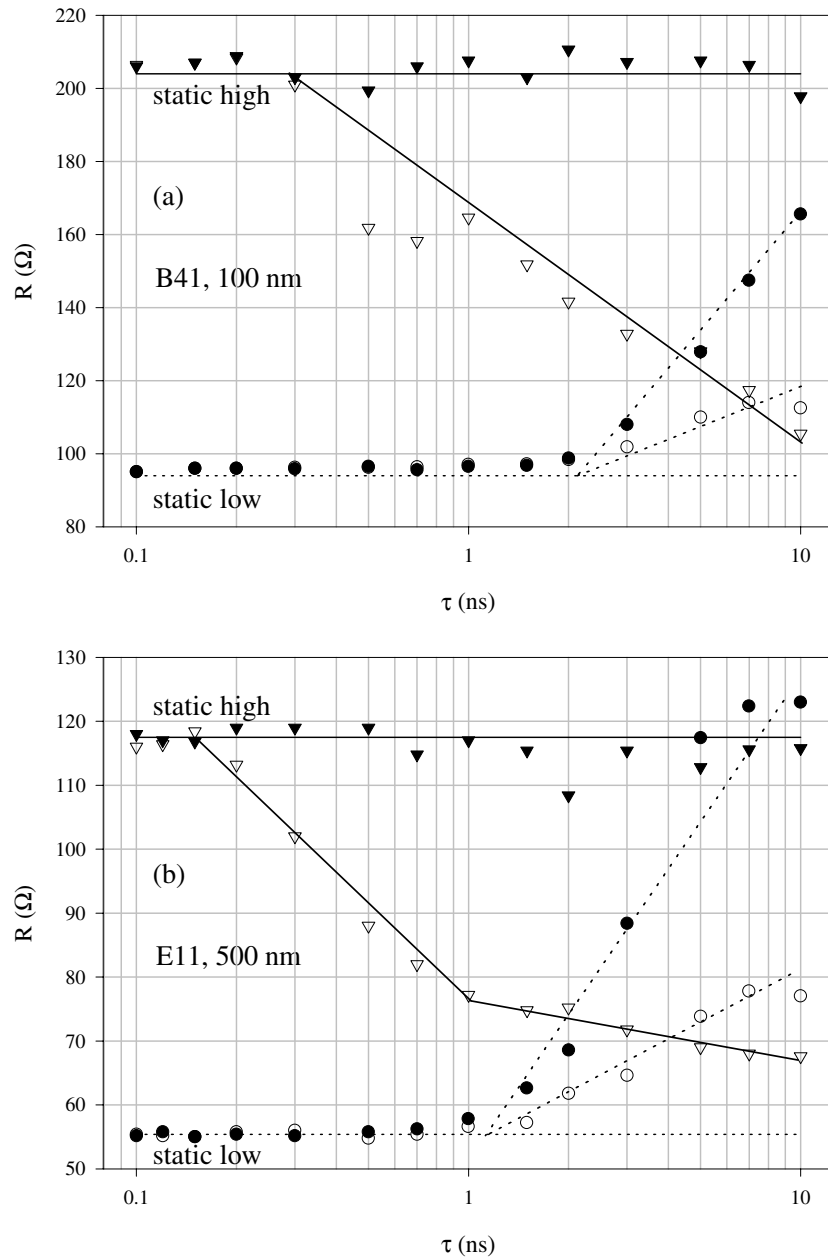 220
200
180
160
140
120
100
80
R (Ω)
static high
(a)
B41, 100 nm
static low
0.1
1
10
τ (ns)
130
120
110
100
90
80
70
60
50
R (Ω)
static high
(b)
E11, 500 nm
static low
0.1
1
10
τ (ns)